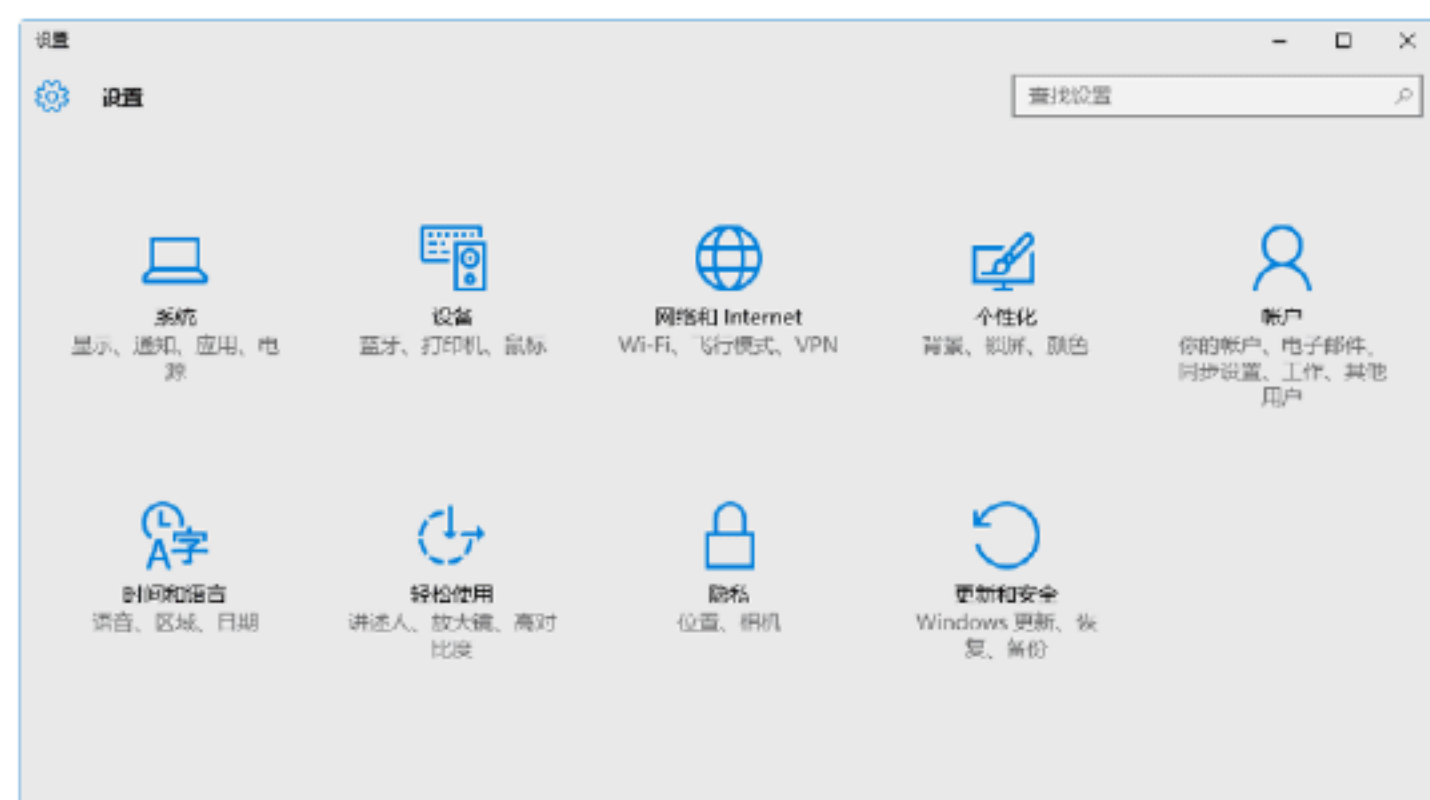 设置
设置
查找设置
系统
显示、通知、应用、电
源
设备
蓝牙、打印机、鼠标
网络和 Internet
Wi-Fi、飞行模式、VPN
个性化
背景、锁屏、颜色
帐户
你的帐户、电子邮件、
同步设置、工作、其他
用户
时间和语言
语音、区域、日期
轻松使用
讲述人、放大镜、高对
比度
隐私
位置、相机
更新和安全
Windows 更新、恢
复、备份